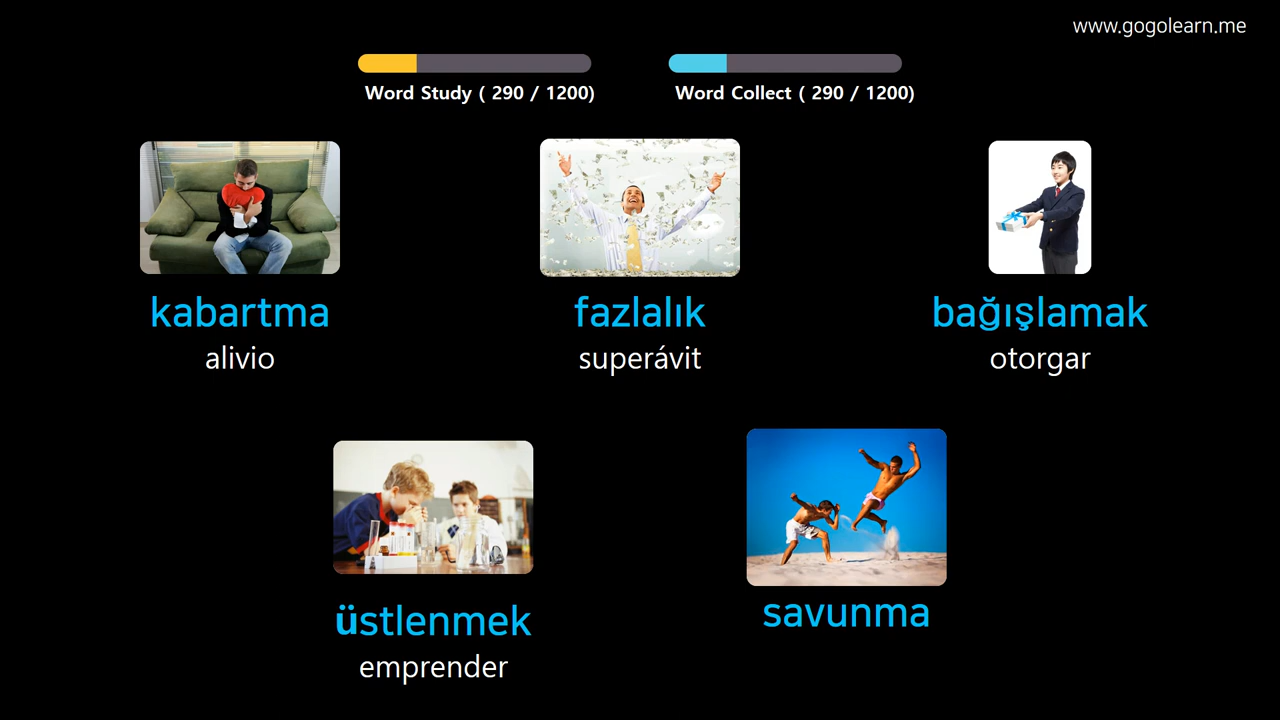 www.gogolearn.me
Word Study ( 290 / 1200)
Word Collect ( 290 / 1200)
kabartma
alivio
fazlalık
superávit
bağışlamak
otorgar
üstlenmek
emprender
savunma